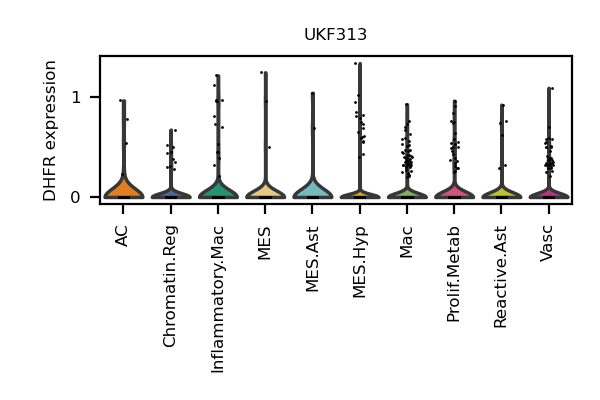 UKF313
DHFR expression
1
0
AC
Chromatin.Reg
Inflammatory.Mac
MES
MES.Ast
MES.Hyp
Mac
Prolif.Metab
Reactive.Ast
Vasc